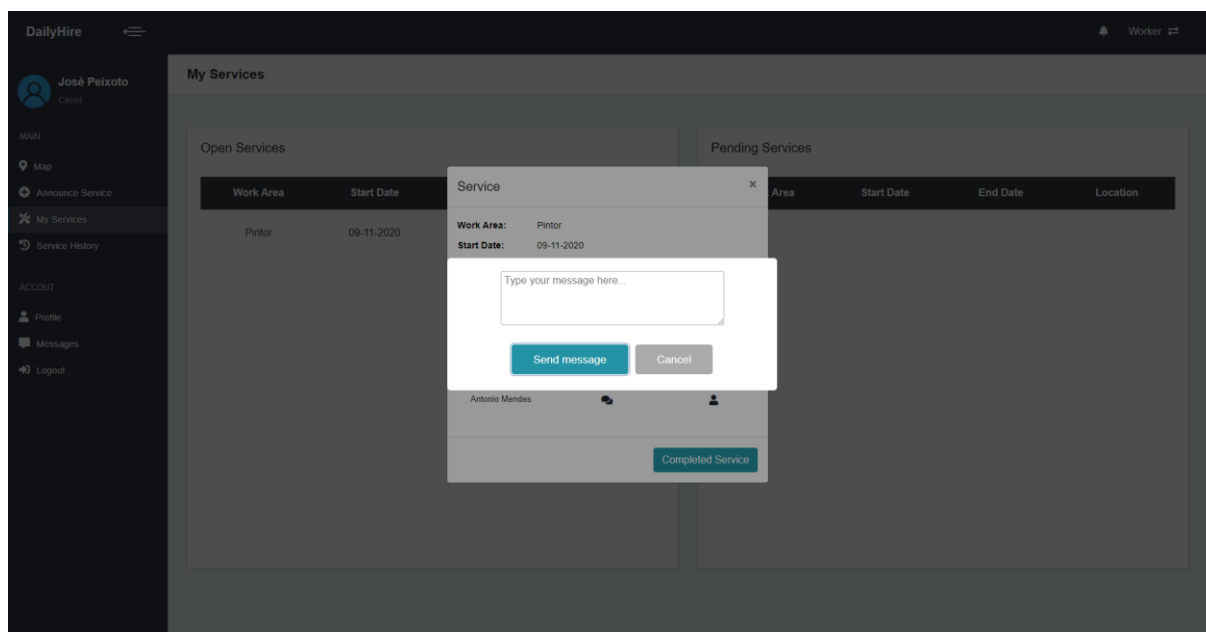 DailyHire
Worker
José Peixoto
Client
MAIN
Map
Announce Service
My Services
Service History
ACCOUT
Profile
Messages
Logout
My Services
Open Services
Work Area Start Date
Pintor 09-11-2020
Pending Services
Area Start Date End Date Location
Service ×
Work Area: Pintor
Start Date: 09-11-2020
Type your message here...
Send message Cancel
Antonio Mendes
Completed Service